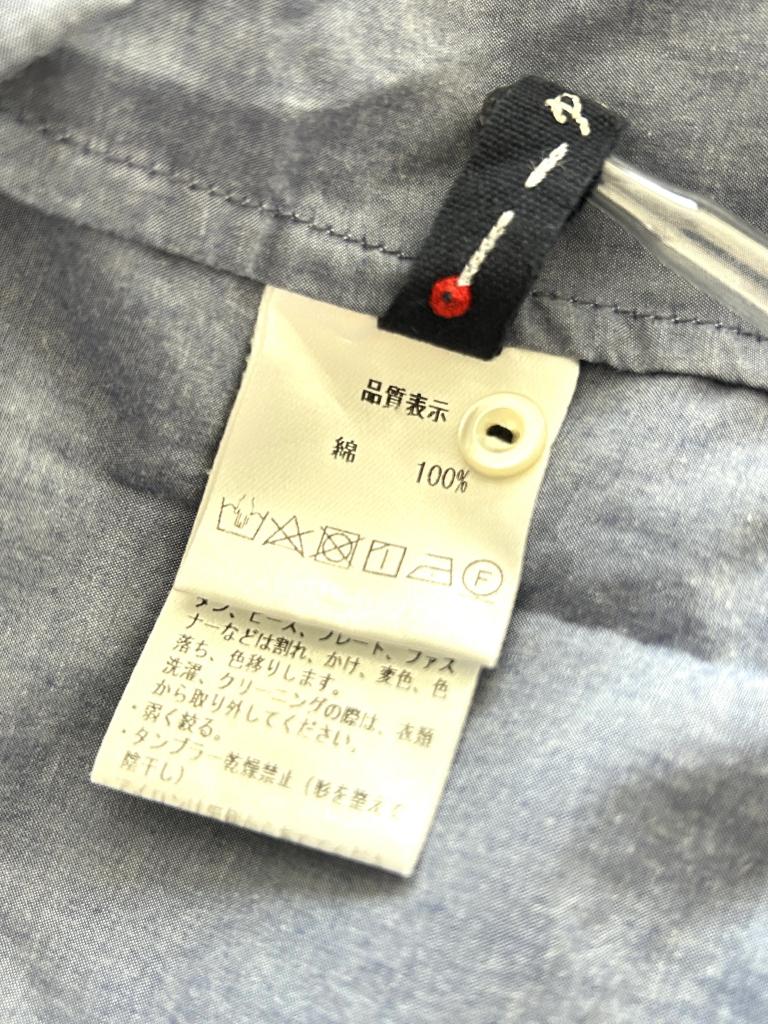 品質表示
綿 100%
F
ナーなどは割れ、かけ、変色、色
落ち、色移りします。
洗濯、クリーニングの際は、衣類
から取り外してください。
・弱く絞る。
・タンブラー乾燥禁止（形を整えて
陰干し）